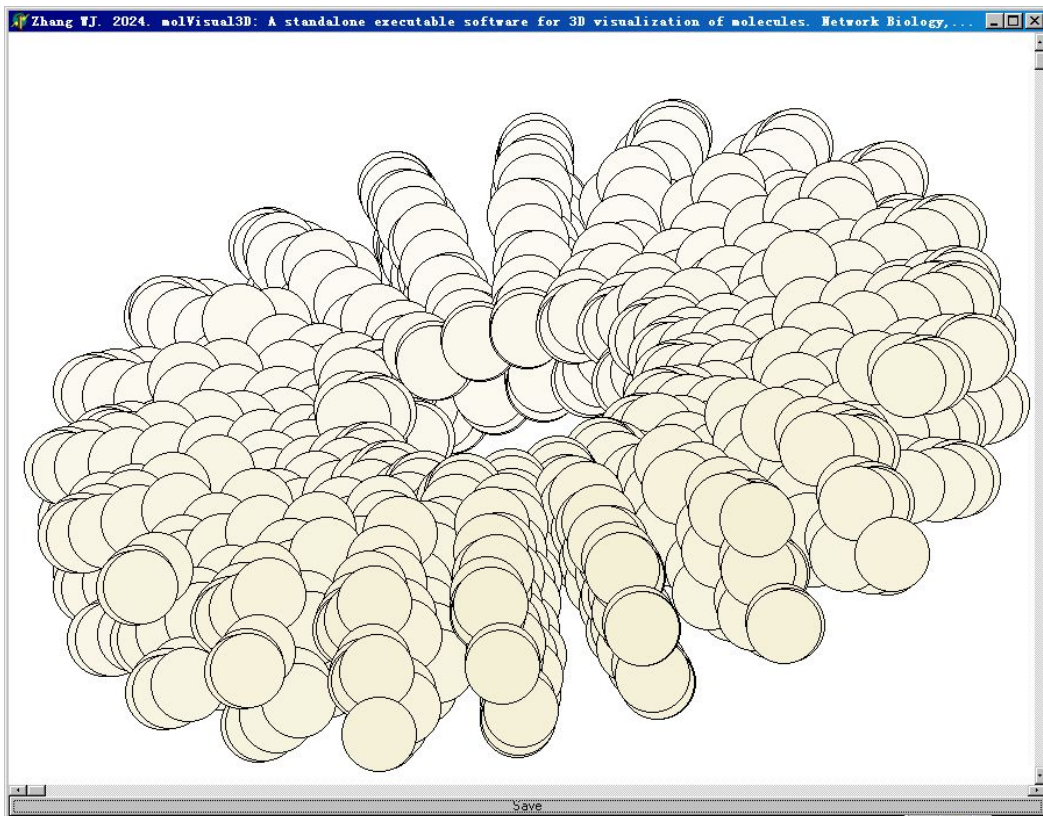 Zhang WJ. 2024. molVisual3D: A standalone executable software for 3D visualization of molecules. Network Biology,...
Save